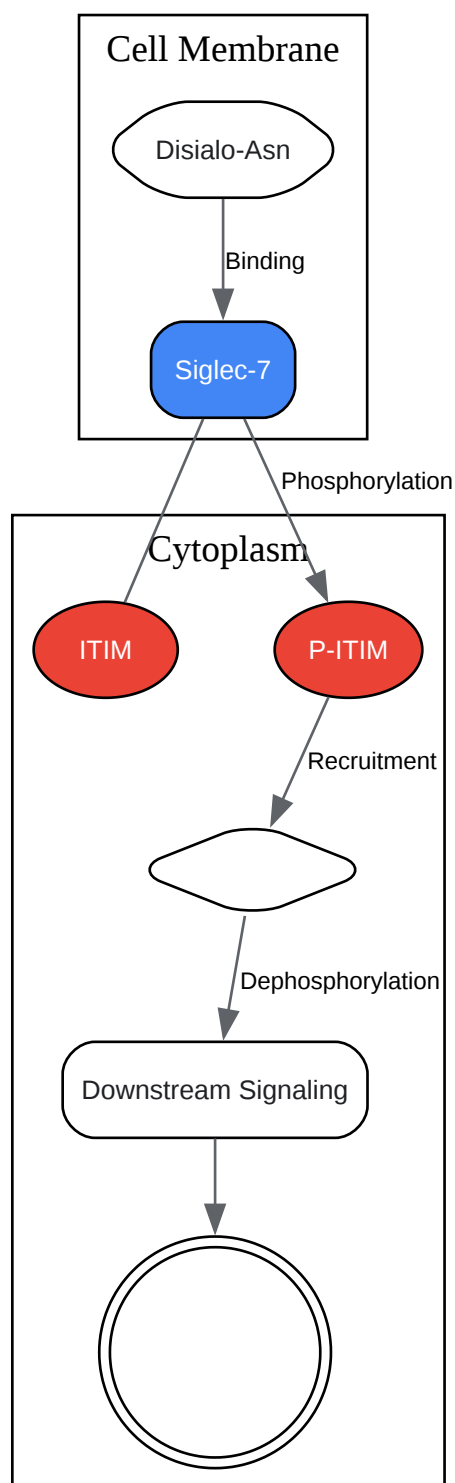 Cell Membrane
Disialo-Asn
Binding
Siglec-7
Phosphorylation
Cytoplasm
ITIM
P-ITIM
Recruitment
Dephosphorylation
Downstream Signaling